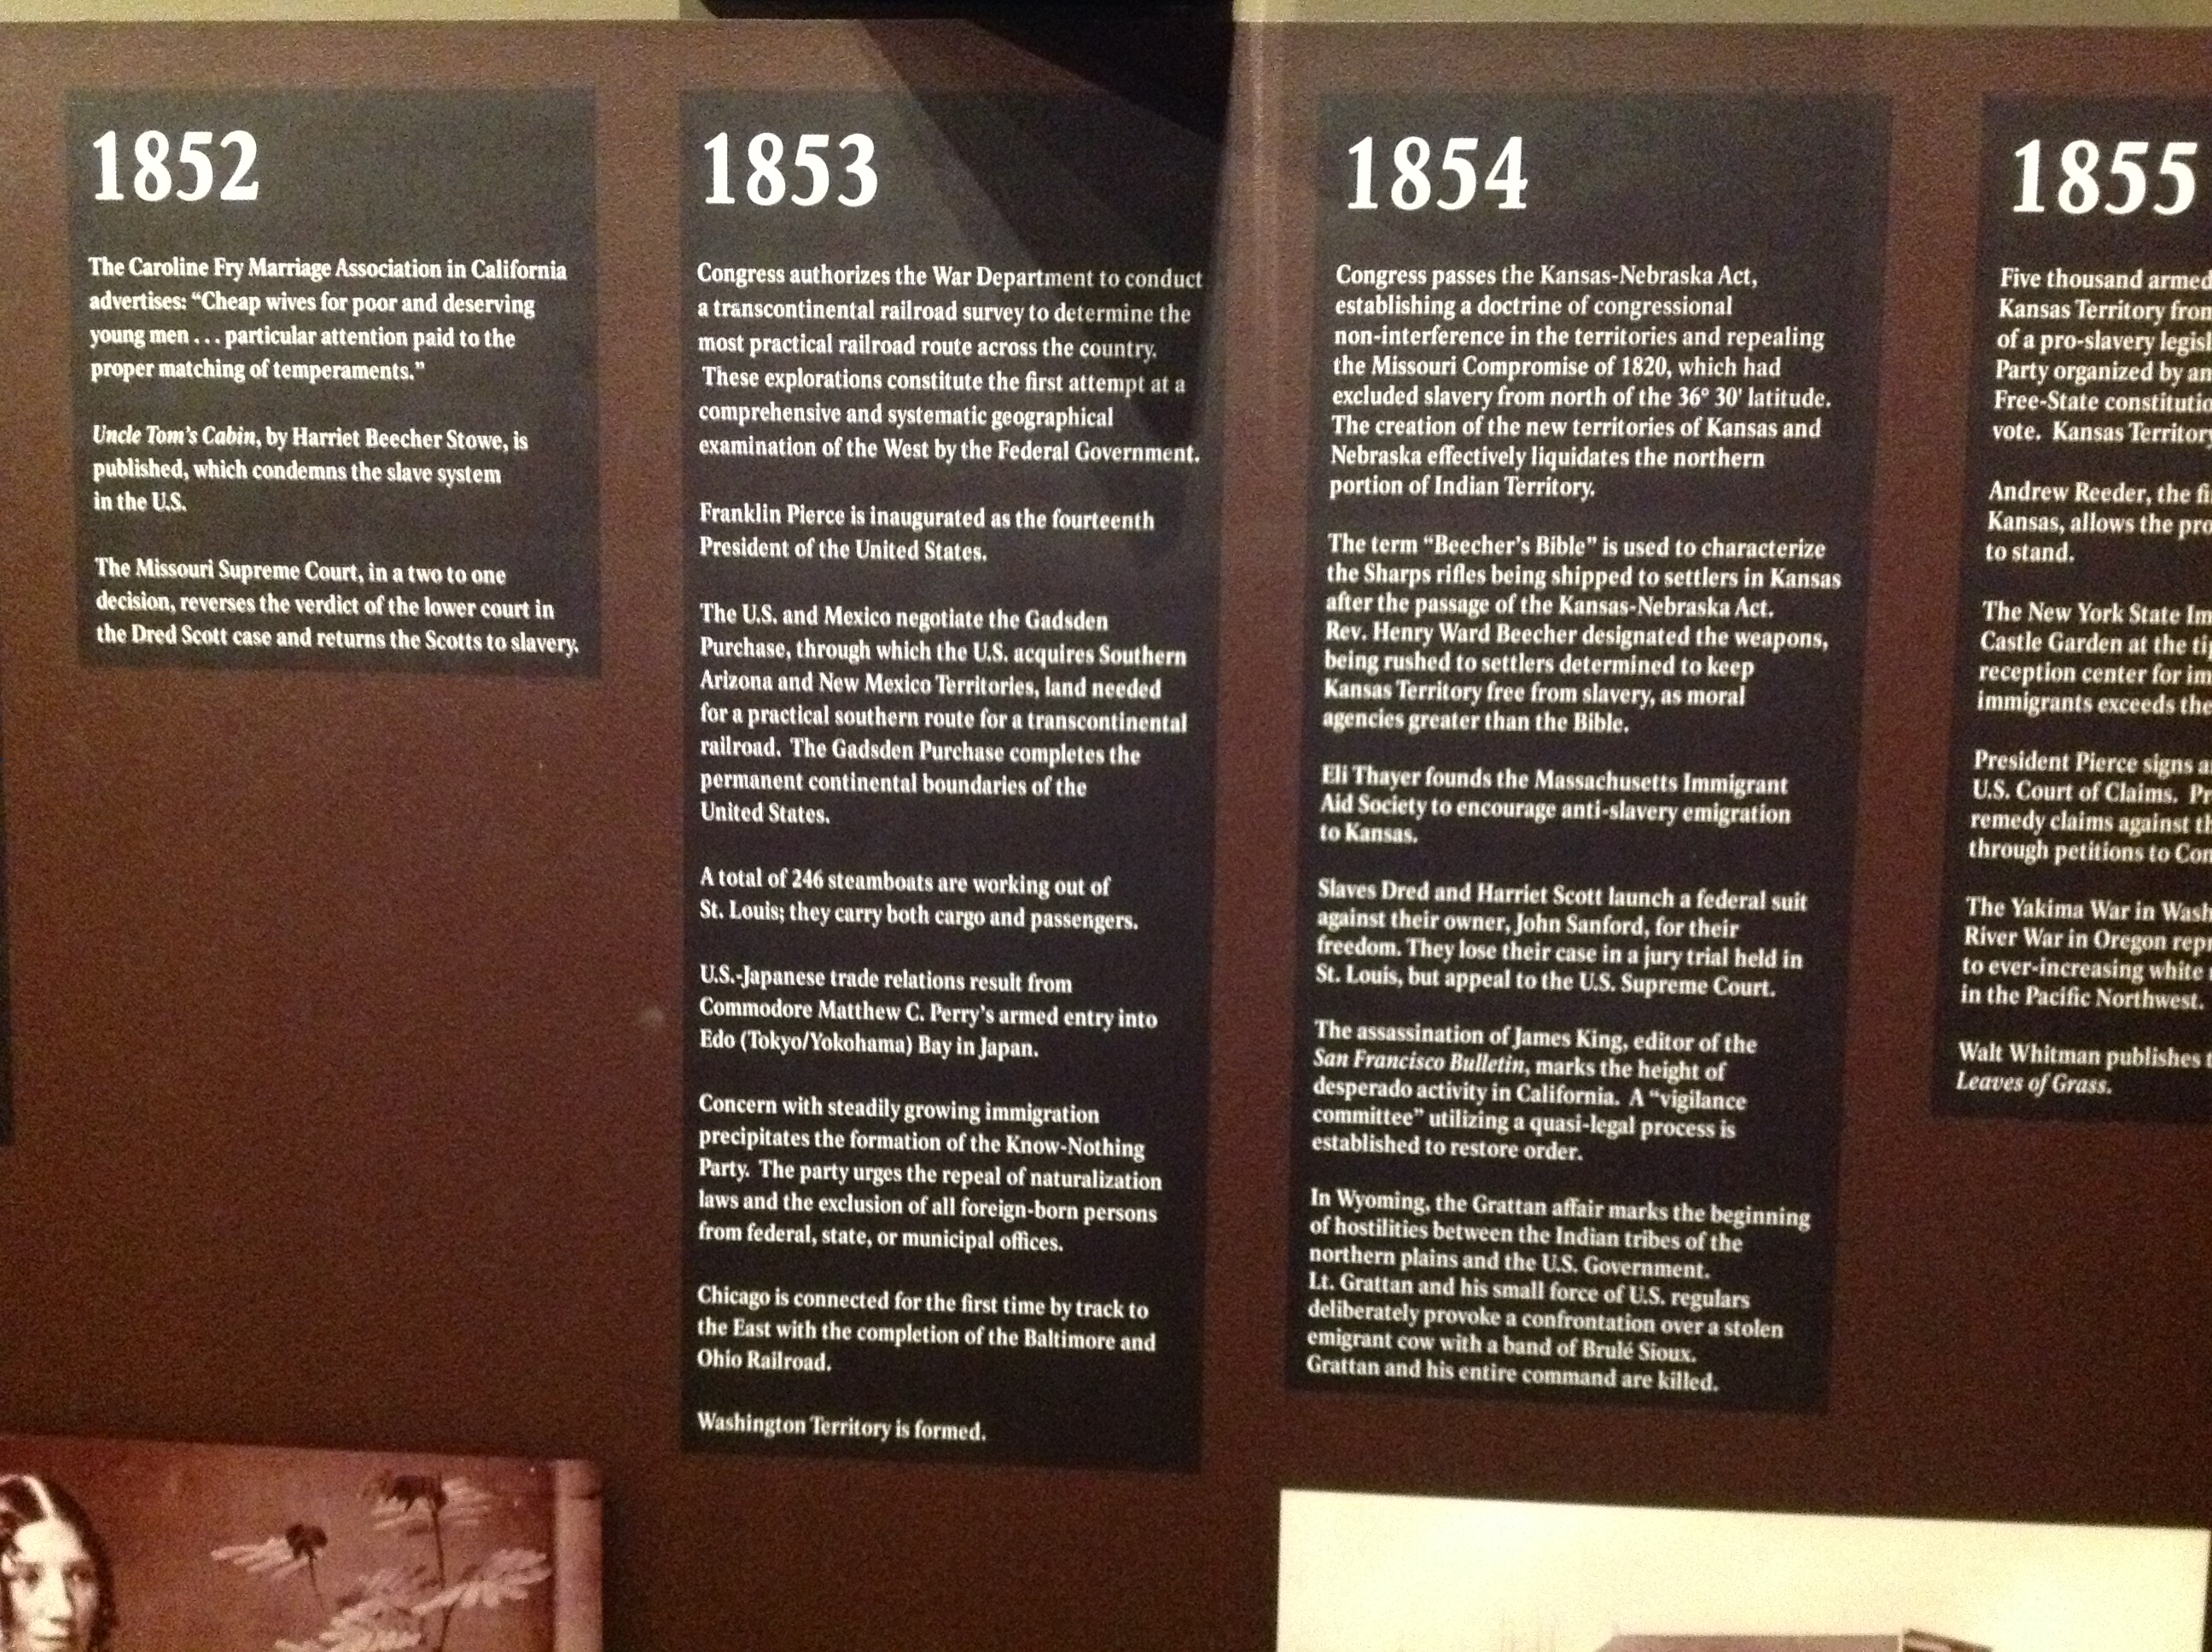 1852
The Caroline Fry Marriage Association in California
advertises: “Cheap wives for poor and deserving
young men . . . particular attention paid to the
proper matching of temperaments.”
Uncle Tom’s Cabin, by Harriet Beecher Stowe, is
published, which condemns the slave system
in the U.S.
The Missouri Supreme Court, in a two to one
decision, reverses the verdict of the lower court in
the Dred Scott case and returns the Scotts to slavery.
1853
Congress authorizes the War Department to conduct
a transcontinental railroad survey to determine the
most practical railroad route across the country.
These explorations constitute the first attempt at a
comprehensive and systematic geographical
examination of the West by the Federal Government.
Franklin Pierce is inaugurated as the fourteenth
President of the United States.
The U.S. and Mexico negotiate the Gadsden
Purchase, through which the U.S. acquires Southern
Arizona and New Mexico Territories, land needed
for a practical southern route for a transcontinental
railroad. The Gadsden Purchase completes the
permanent continental boundaries of the
United States.
A total of 246 steamboats are working out of
St. Louis; they carry both cargo and passengers.
U.S.-Japanese trade relations result from
Commodore Matthew C. Perry’s armed entry into
Edo (Tokyo/Yokohama) Bay in Japan.
Concern with steadily growing immigration
precipitates the formation of the Know-Nothing
Party. The party urges the repeal of naturalization
laws and the exclusion of all foreign-born persons
from federal, state, or municipal offices.
Chicago is connected for the first time by track to
the East with the completion of the Baltimore and
Ohio Railroad.
Washington Territory is formed.
1854
Congress passes the Kansas-Nebraska Act,
establishing a doctrine of congressional
non-interference in the territories and repealing
the Missouri Compromise of 1820, which had
excluded slavery from north of the 36° 30' latitude.
The creation of the new territories of Kansas and
Nebraska effectively liquidates the northern
portion of Indian Territory.
The term “Beecher’s Bible” is used to characterize
the Sharps rifles being shipped to settlers in Kansas
after the passage of the Kansas-Nebraska Act.
Rev. Henry Ward Beecher designated the weapons,
being rushed to settlers determined to keep
Kansas Territory free from slavery, as moral
agencies greater than the Bible.
Eli Thayer founds the Massachusetts Immigrant
Aid Society to encourage anti-slavery emigration
to Kansas.
Slaves Dred and Harriet Scott launch a federal suit
against their owner, John Sanford, for their
freedom. They lose their case in a jury trial held in
St. Louis, but appeal to the U.S. Supreme Court.
The assassination of James King, editor of the
San Francisco Bulletin, marks the height of
desperado activity in California. A “vigilance
committee” utilizing a quasi-legal process is
established to restore order.
In Wyoming, the Grattan affair marks the beginning
of hostilities between the Indian tribes of the
northern plains and the U.S. Government.
Lt. Grattan and his small force of U.S. regulars
deliberately provoke a confrontation over a stolen
emigrant cow with a band of Brulé Sioux.
Grattan and his entire command are killed.
1855
Five thousand armed
Kansas Territory
of a pro-slavery
Party organized by
Free-State
vote. Kansas Territory
Andrew Reeder, the
Kansas, allows the
to stand.
The New York State
Castle Garden at the
reception center for
immigrants exceeds the
President Pierce signs
U.S. Court of Claims.
remedy claims against
through petitions to
The Yakima War in
River War in Oregon
to ever-increasing white
in the Pacific Northwest.
Walt Whitman publishes
Leaves of Grass.